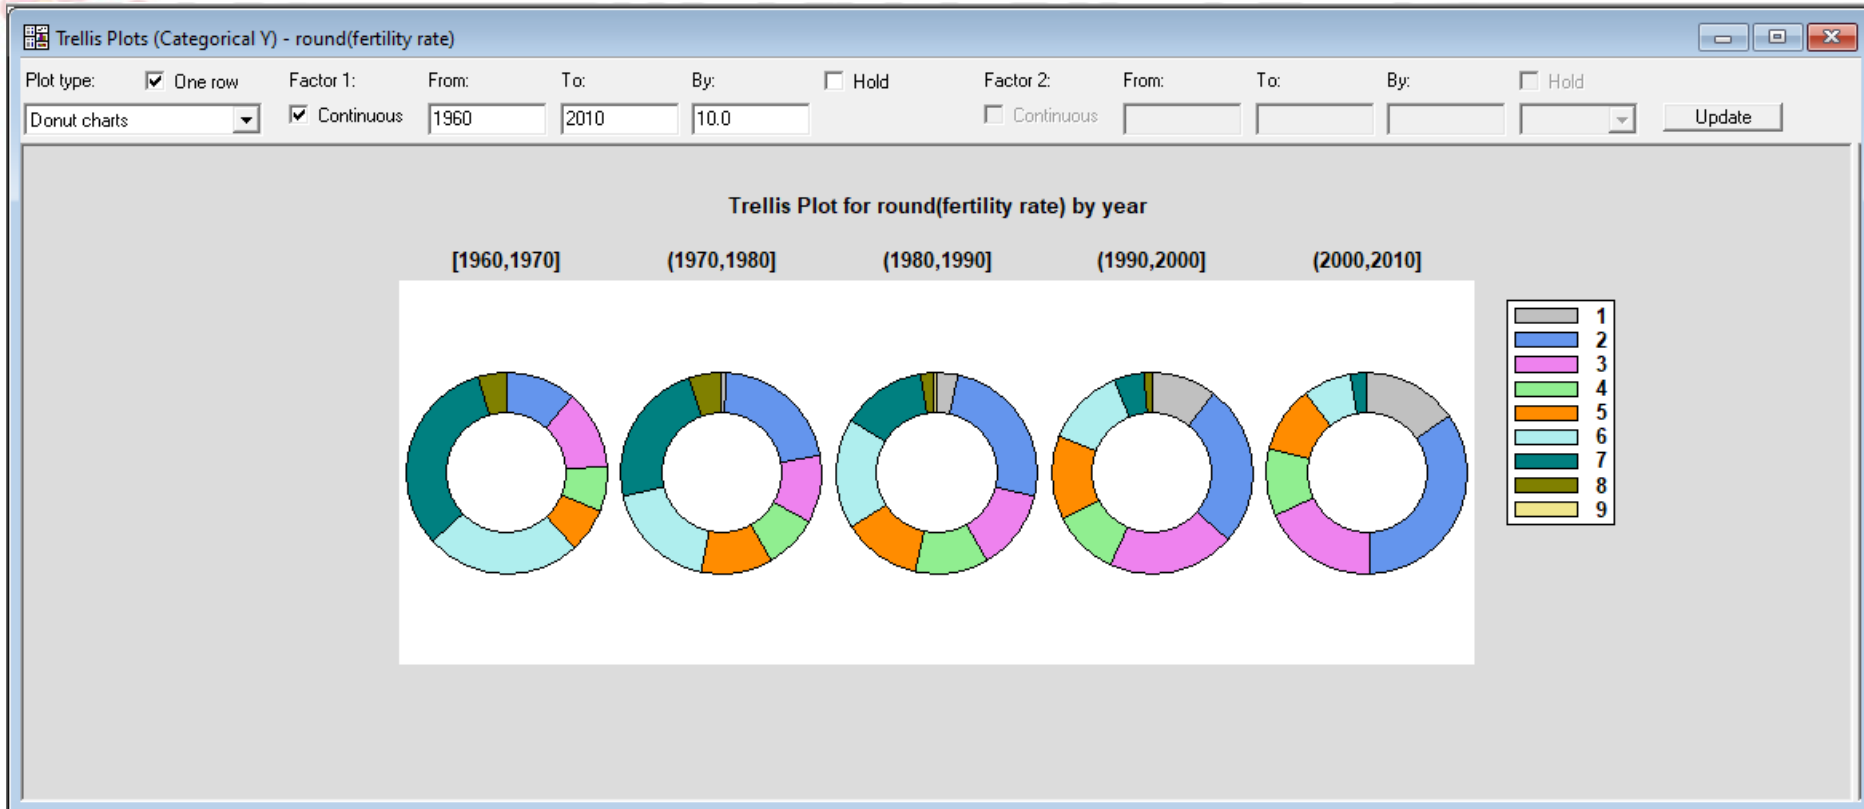 Trellis Plots (Categorical Y) - round(fertility rate)
Plot type: One row Factor 1: From: To: By: Hold Factor 2: From: To: By: Hold
Donut charts Continuous 1960 2010 10.0 Continuous Update
Trellis Plot for round(fertility rate) by year
[1960,1970] (1970,1980] (1980,1990] (1990,2000] (2000,2010]
1
2
3
4
5
6
7
8
9